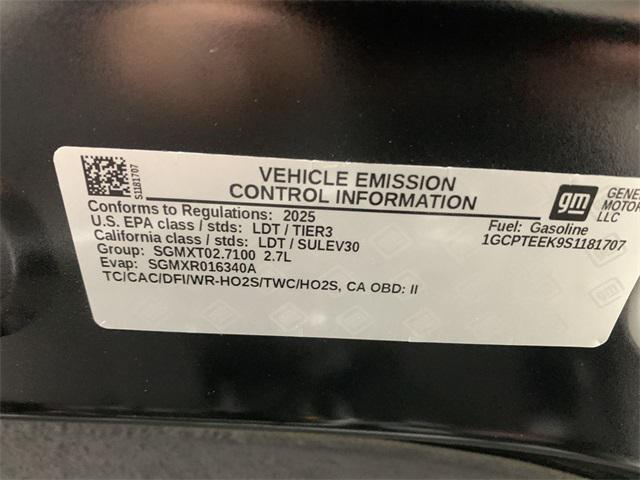 S1181707
VEHICLE EMISSION
CONTROL INFORMATION
gm
MOTOR
LLC
Conforms to Regulations: 2025
U.S. EPA class / stds: LDT / TIER3
California class / stds: LDT / SULEV30
Group: SGMXT02.7100 2.7L
Evap: SGMXR016340A
TC/CAC/DFI/WR-HO2S/TWC/HO2S, CA OBD: II
Fuel: Gasoline
1GCPTEEK9S1181707